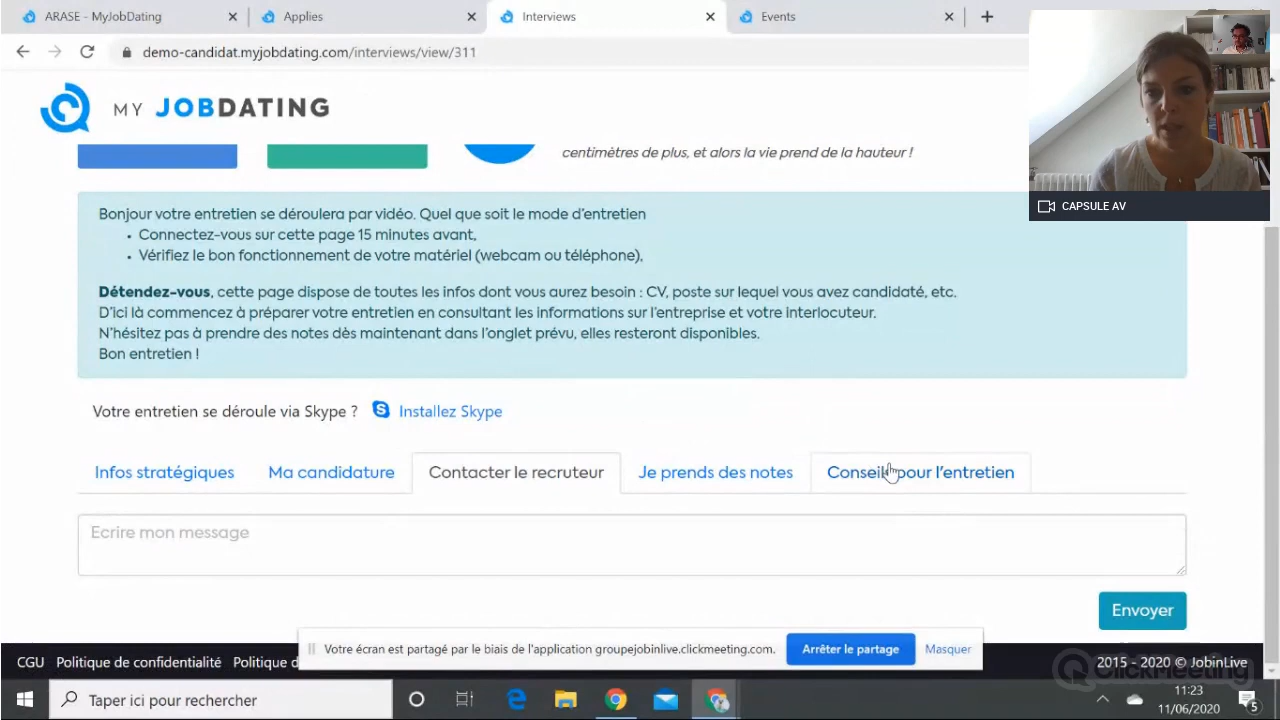 ARASE - MyJobDating
Applies
Interviews
Events
demo-candidat.myjobdating.com/interviews/view/311
MY JOBDATING
centimètres de plus, et alors la vie prend de la hauteur !
CAPSULE AV
Bonjour votre entretien se déroulera par vidéo. Quel que soit le mode d'entretien
• Connectez-vous sur cette page 15 minutes avant,
• Vérifiez le bon fonctionnement de votre matériel (webcam ou téléphone),
Détendez-vous, cette page dispose de toutes les infos dont vous aurez besoin : CV, poste sur lequel vous avez candidaté, etc.
D'ici là commencez à préparer votre entretien en consultant les informations sur l'entreprise et votre interlocuteur.
N'hésitez pas à prendre des notes dès maintenant dans l'onglet prévu, elles resteront disponibles.
Bon entretien !
Votre entretien se déroule via Skype ? Installez Skype
Infos stratégiques
Ma candidature
Contacter le recruteur
Je prends des notes
Conseils pour l'entretien
Ecrire mon message
Envoyer
Votre écran est partagé par le biais de l'application groupejobinlive.clickmeeting.com.
Arrêter le partage
Masquer
CGU Politique de confidentialité Politique d
2015 - 2020 © JobinLive
ClickMeeting
Taper ici pour rechercher
11:23
11/06/2020
5